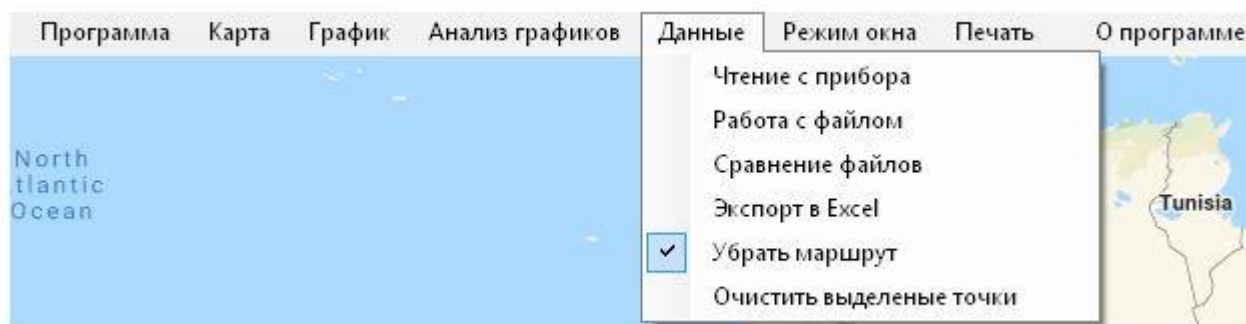 Программа Карта График Анализ графиков Данные Режим окна Печать О программе
Чтение с прибора
Работа с файлом
Сравнение файлов
Экспорт в Excel
Убрать маршрут
Очистить выделеные точки
North
tlantic
Ocean
Tunisia